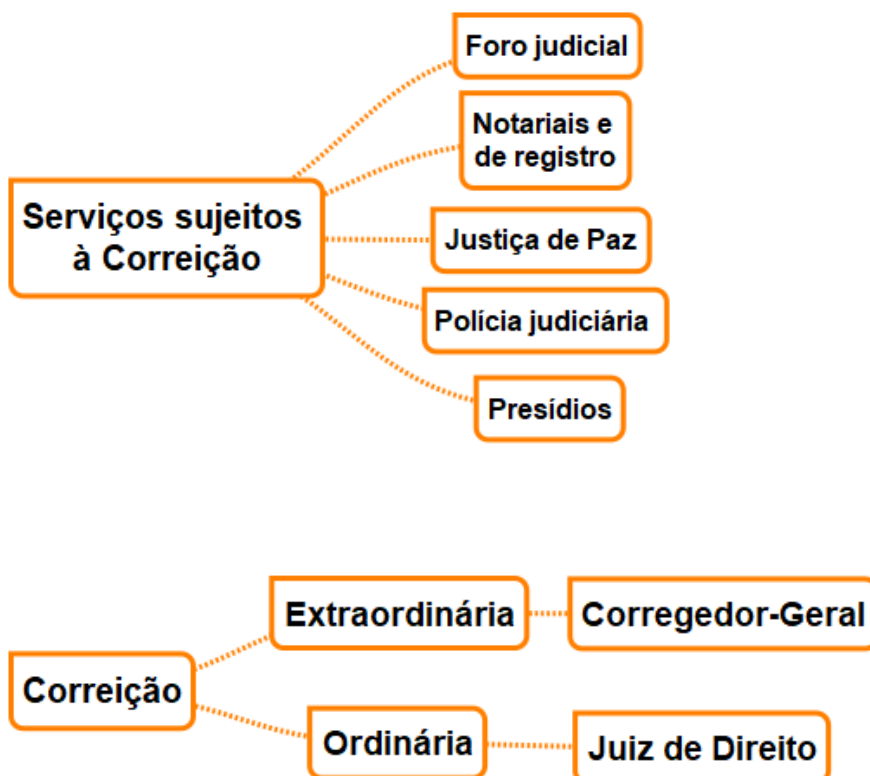 Foro judicial
Notariais e
de registro
Serviços sujeitos
à Correição
Justiça de Paz
Polícia judiciária
Presídios
Extraordinária
Corregedor-Geral
Correição
Ordinária
Juiz de Direito